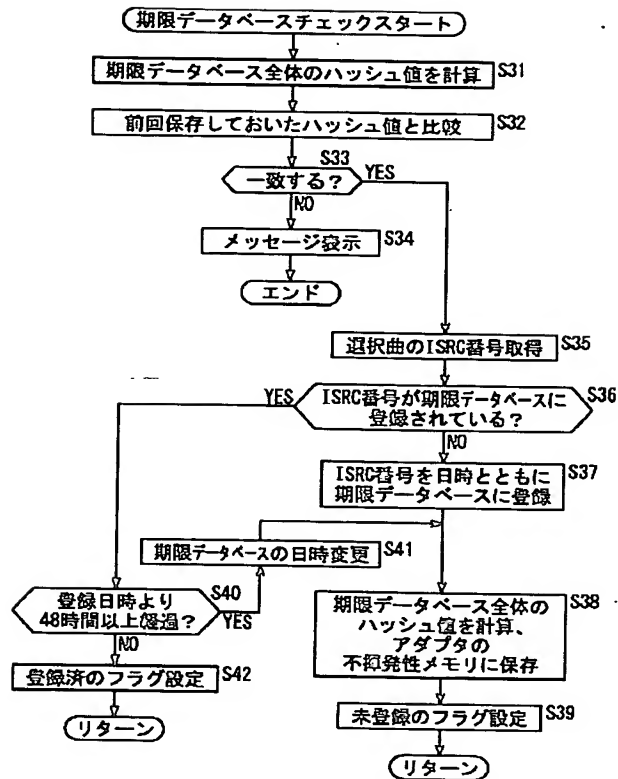 期限データベースチェックスタート
期限データベース全体のハッシュ値を計算 S31
前回保存しておいたハッシュ値と比較 S32
S33
一致する? YES
NO
メッセージ表示 S34
エンド
選択曲のISRC番号取得 S35
YES ISRC番号が期限データベースに S36
登録されている?
NO
ISRC番号を日時とともに S37
期限データベースに登録
期限データベースの日時変更 S41
登録日時より S40
48時間以上経過? YES
NO
登録済のフラグ設定 S42
リターン
期限データベース全体の S38
ハッシュ値を計算、
アダプタの
不揮発性メモリに保存
未登録のフラグ設定 S39
リターン